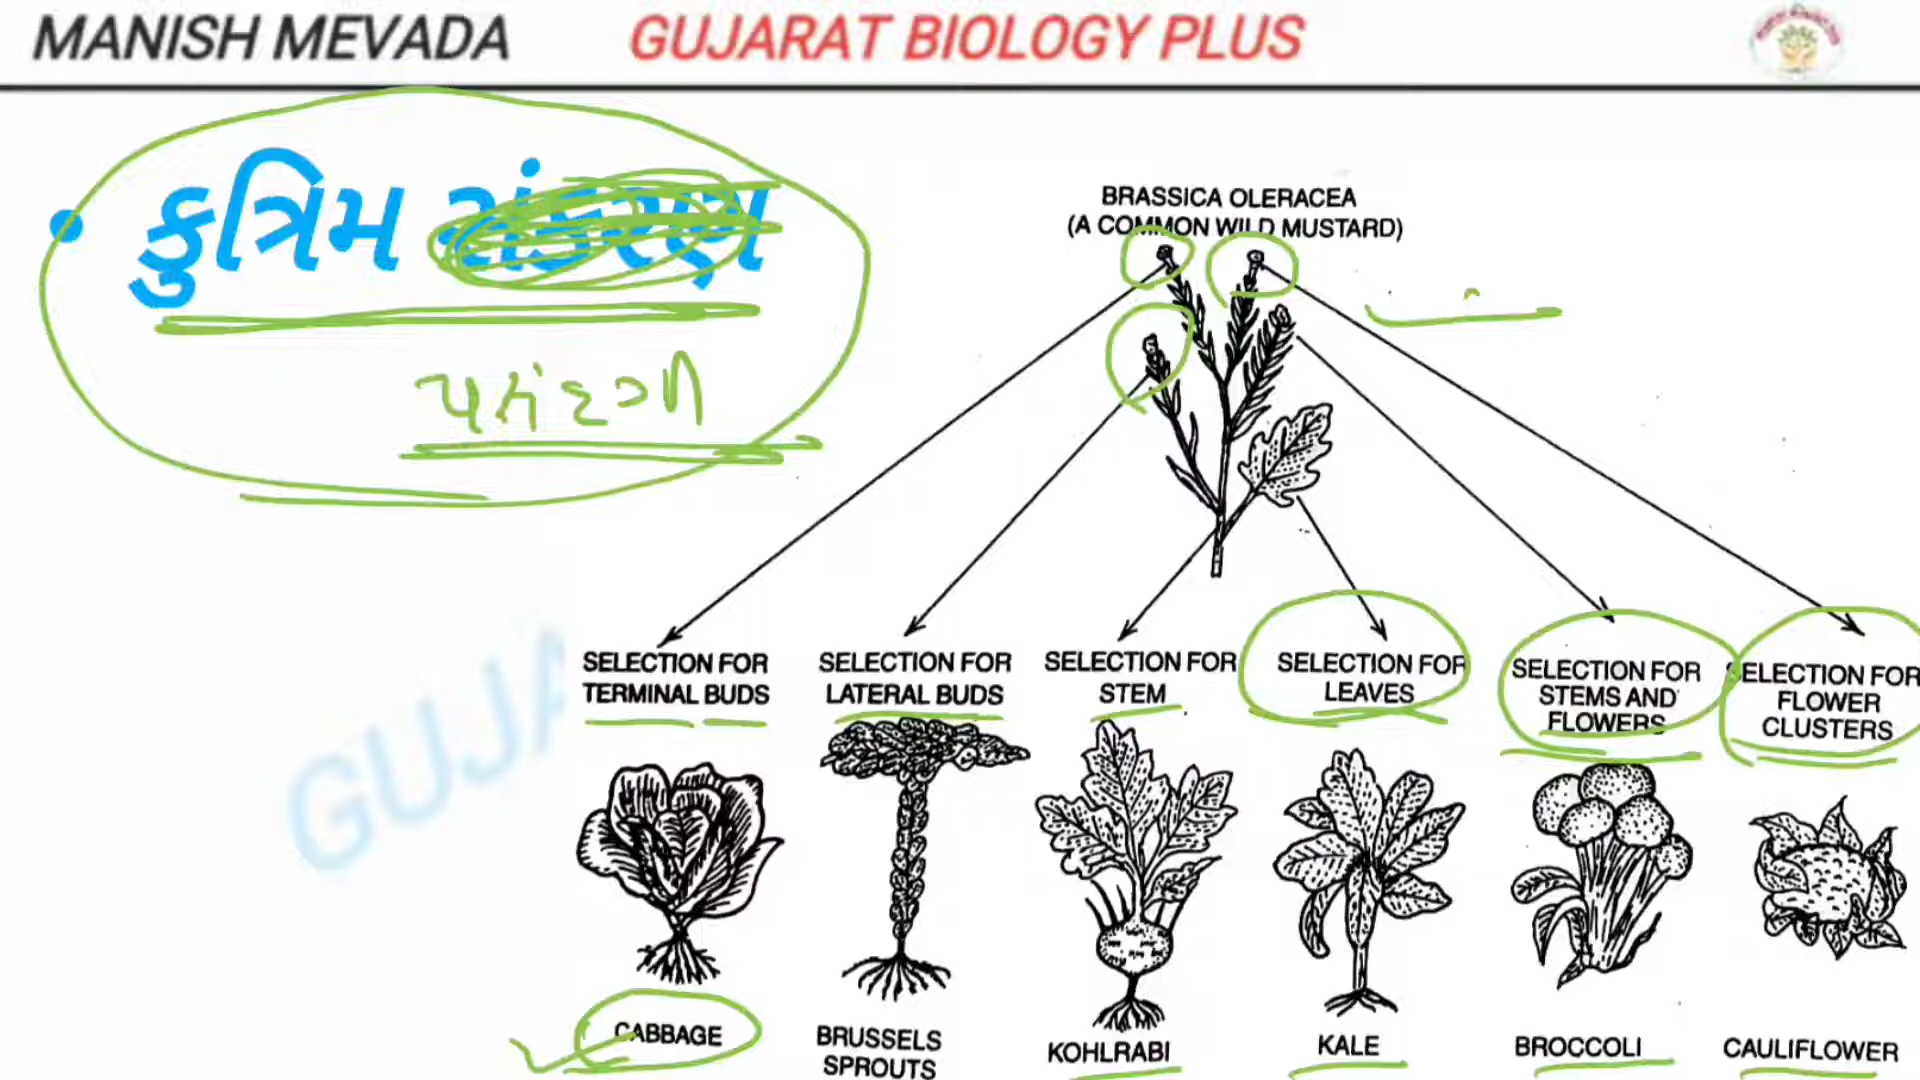 MANISH MEVADA GUJARAT BIOLOGY PLUS
• કુત્રિમ સંકરણ
પસંદગી
BRASSICA OLERACEA
(A COMMON WILD MUSTARD)
SELECTION FOR
TERMINAL BUDS
SELECTION FOR
LATERAL BUDS
SELECTION FOR
STEM
SELECTION FOR
LEAVES
SELECTION FOR
STEMS AND
FLOWERS
SELECTION FOR
FLOWER
CLUSTERS
GUJA
CABBAGE
BRUSSELS
SPROUTS
KOHLRABI
KALE
BROCCOLI
CAULIFLOWER